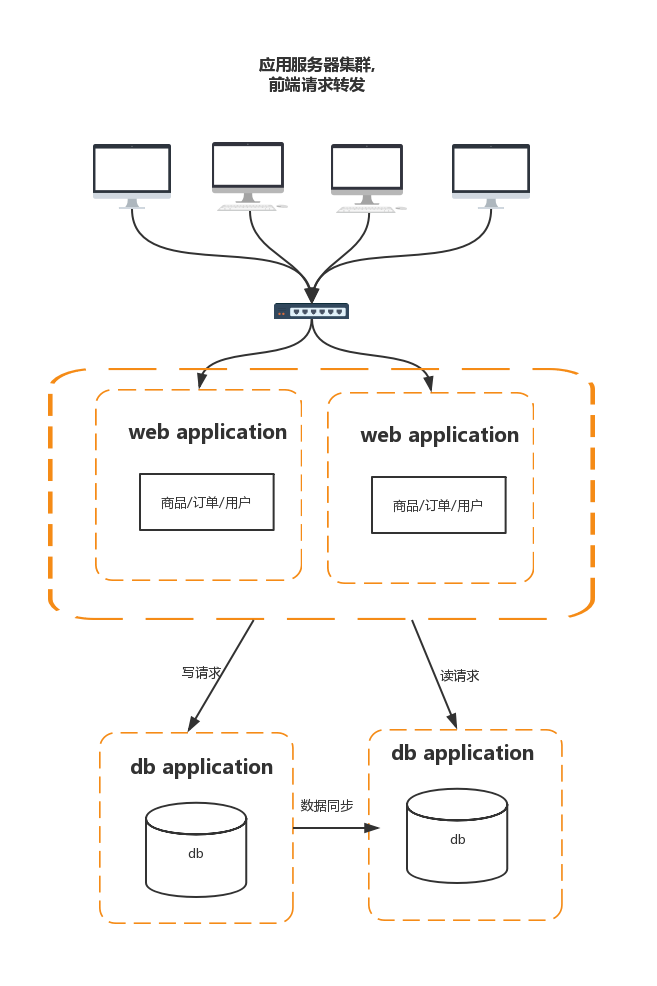 应用服务器集群,
前端请求转发
web application
web application
商品/订单/用户
商品/订单/用户
写请求
读请求
db application
db application
数据同步
db
db